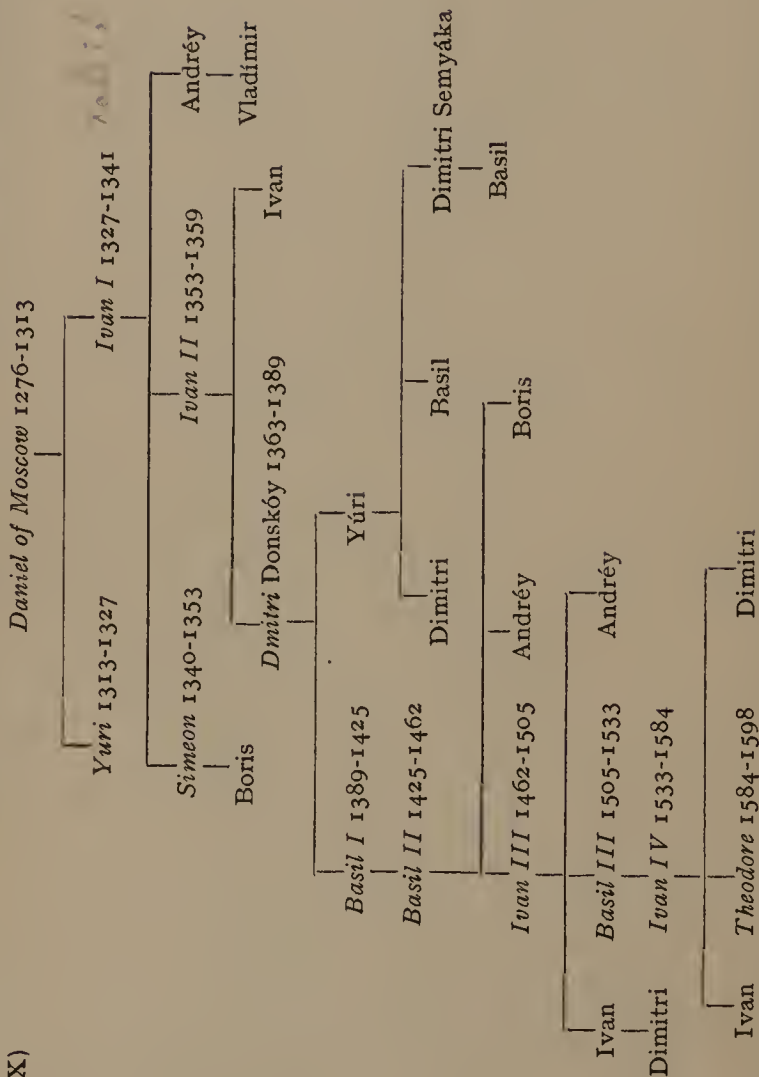 X)
Daniel of Moscow 1276-1313
Yuri 1313-1327 Ivan I 1327-1341
Simeon 1340-1353 Ivan II 1353-1359 Andréy
Boris Vladímir
Dmitri Donskóy 1363-1389 Ivan
Basil I 1389-1425 Yúri
Basil II 1425-1462 Dimitri Basil Dimitri Semyáka
Basil
Ivan III 1462-1505 Andréy Boris
Ivan Basil III 1505-1533 Andréy
Dimitri Ivan IV 1533-1584
Ivan Theodore 1584-1598 Dimitri